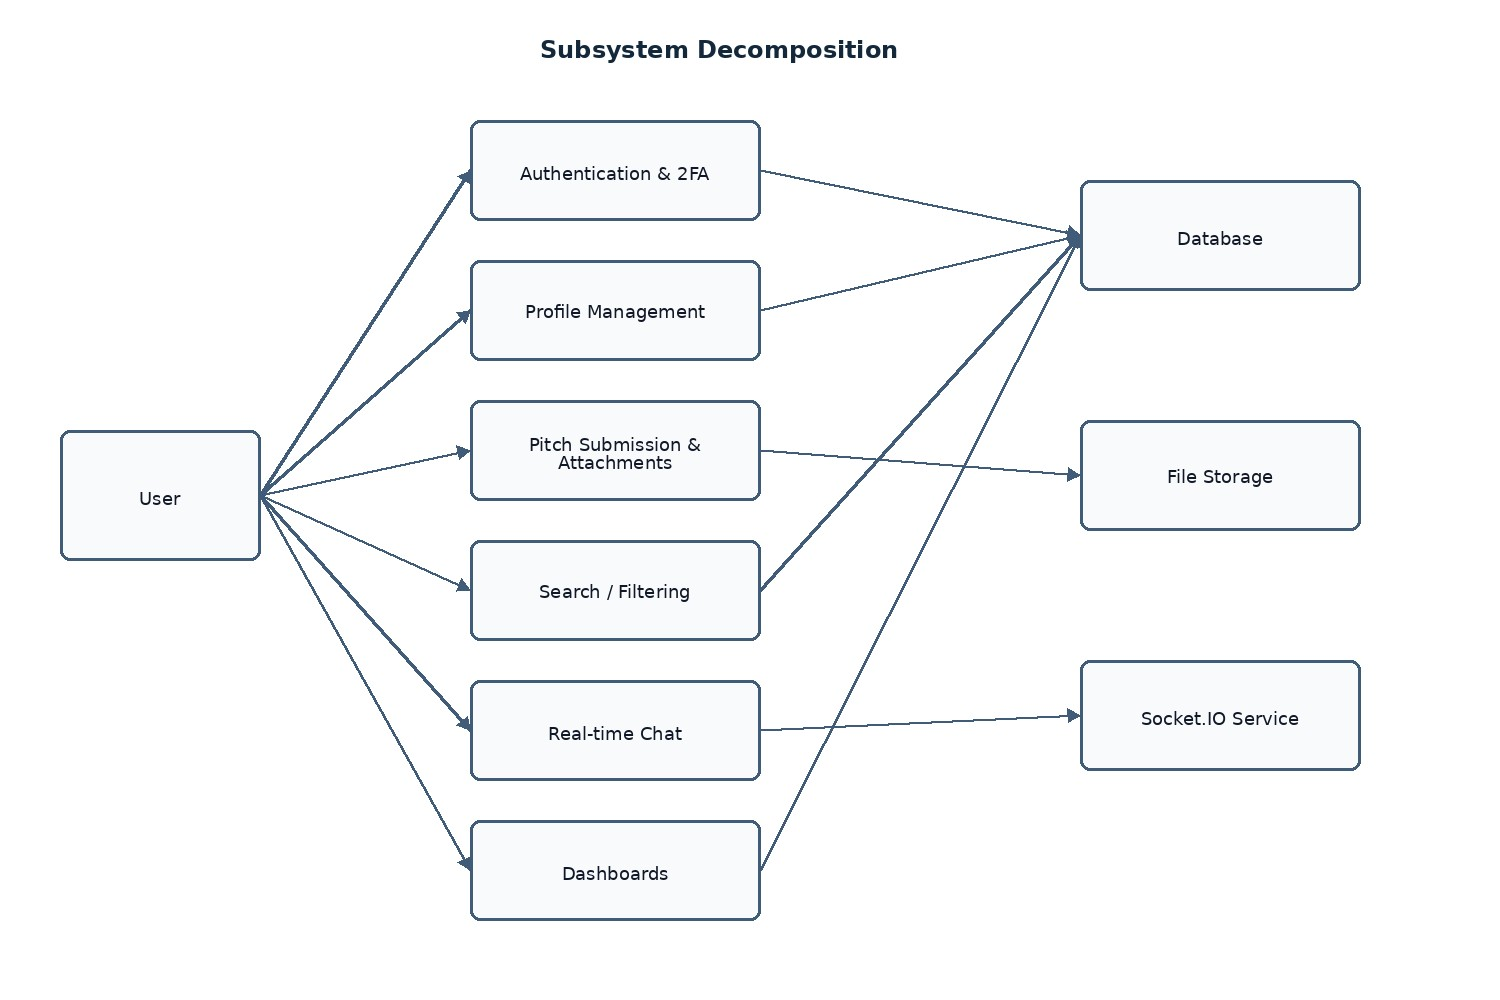 Subsystem Decomposition
Authentication & 2FA
Profile Management
Pitch Submission &
Attachments
Search / Filtering
Real-time Chat
Dashboards
User
Database
File Storage
Socket.IO Service